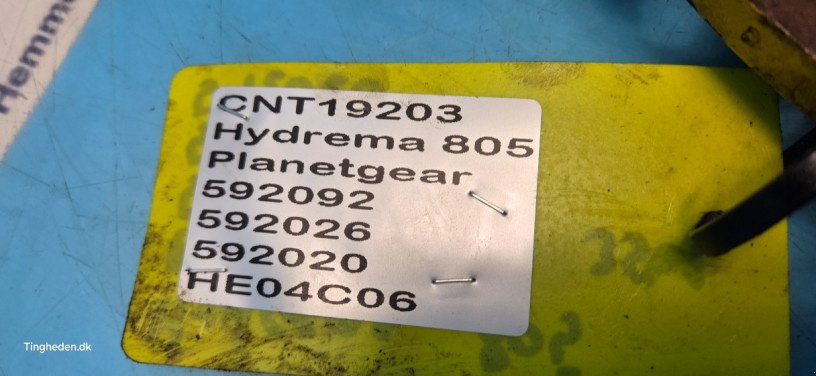 CNT19203
Hydrema 805
Planetgear
592092
592026
592020
HE04C06
Tingheden.dk